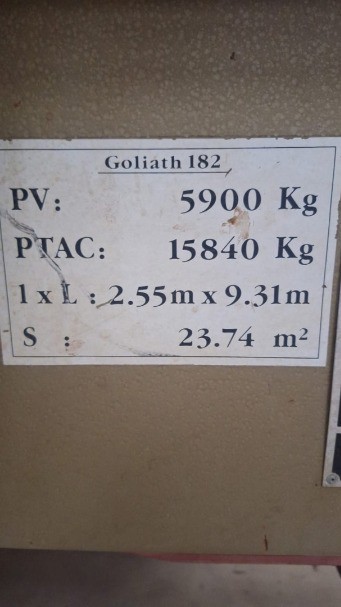 Goliath 182
PV: 5900 Kg
PTAC: 15840 Kg
l x L : 2.55m x 9.31m
S : 23.74 m²